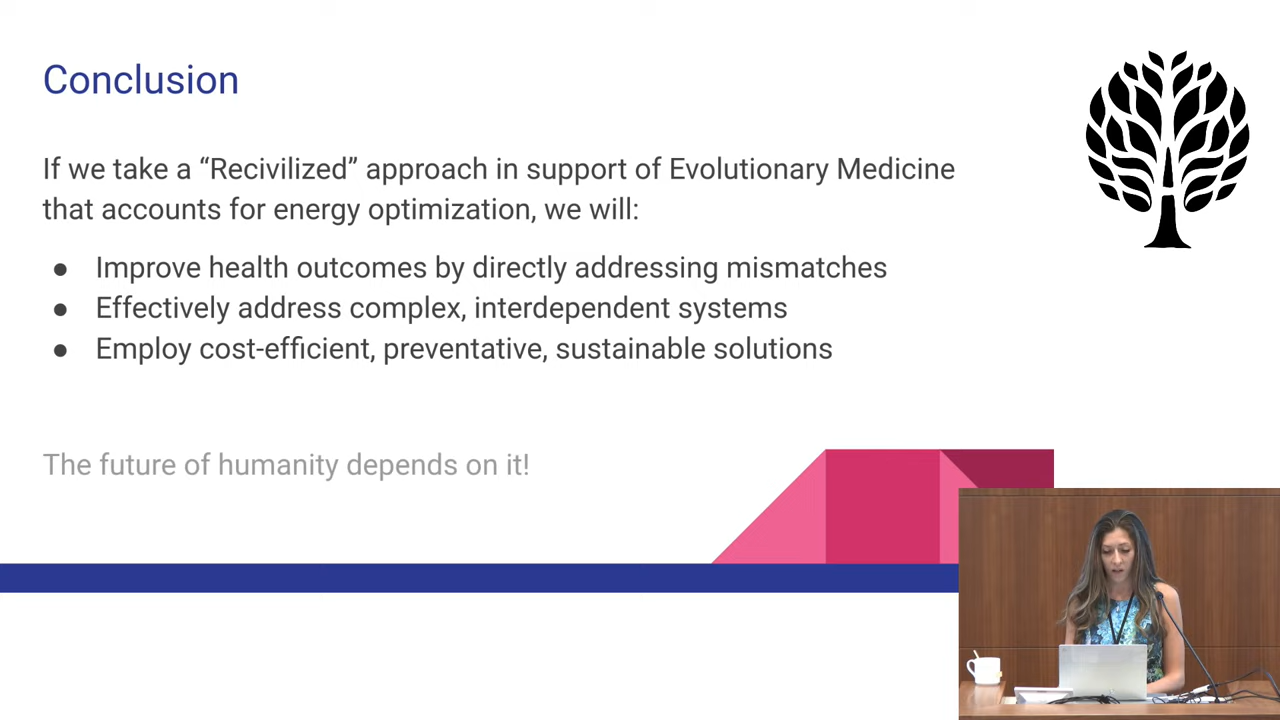 Conclusion
If we take a “Recivilized” approach in support of Evolutionary Medicine
that accounts for energy optimization, we will:
● Improve health outcomes by directly addressing mismatches
● Effectively address complex, interdependent systems
● Employ cost-efficient, preventative, sustainable solutions
The future of humanity depends on it!